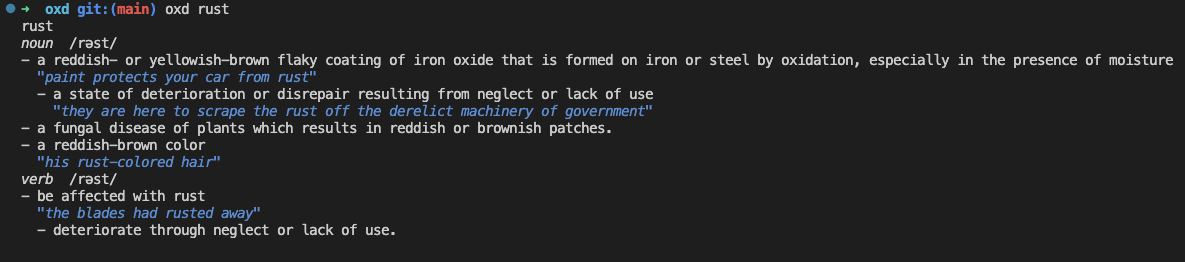 ➜ oxd git:(main) oxd rust
rust
noun /rəst/
– a reddish– or yellowish–brown flaky coating of iron oxide that is formed on iron or steel by oxidation, especially in the presence of moisture
"paint protects your car from rust"
– a state of deterioration or disrepair resulting from neglect or lack of use
"they are here to scrape the rust off the derelict machinery of government"
– a fungal disease of plants which results in reddish or brownish patches.
– a reddish–brown color
"his rust–colored hair"
verb /rəst/
– be affected with rust
"the blades had rusted away"
– deteriorate through neglect or lack of use.